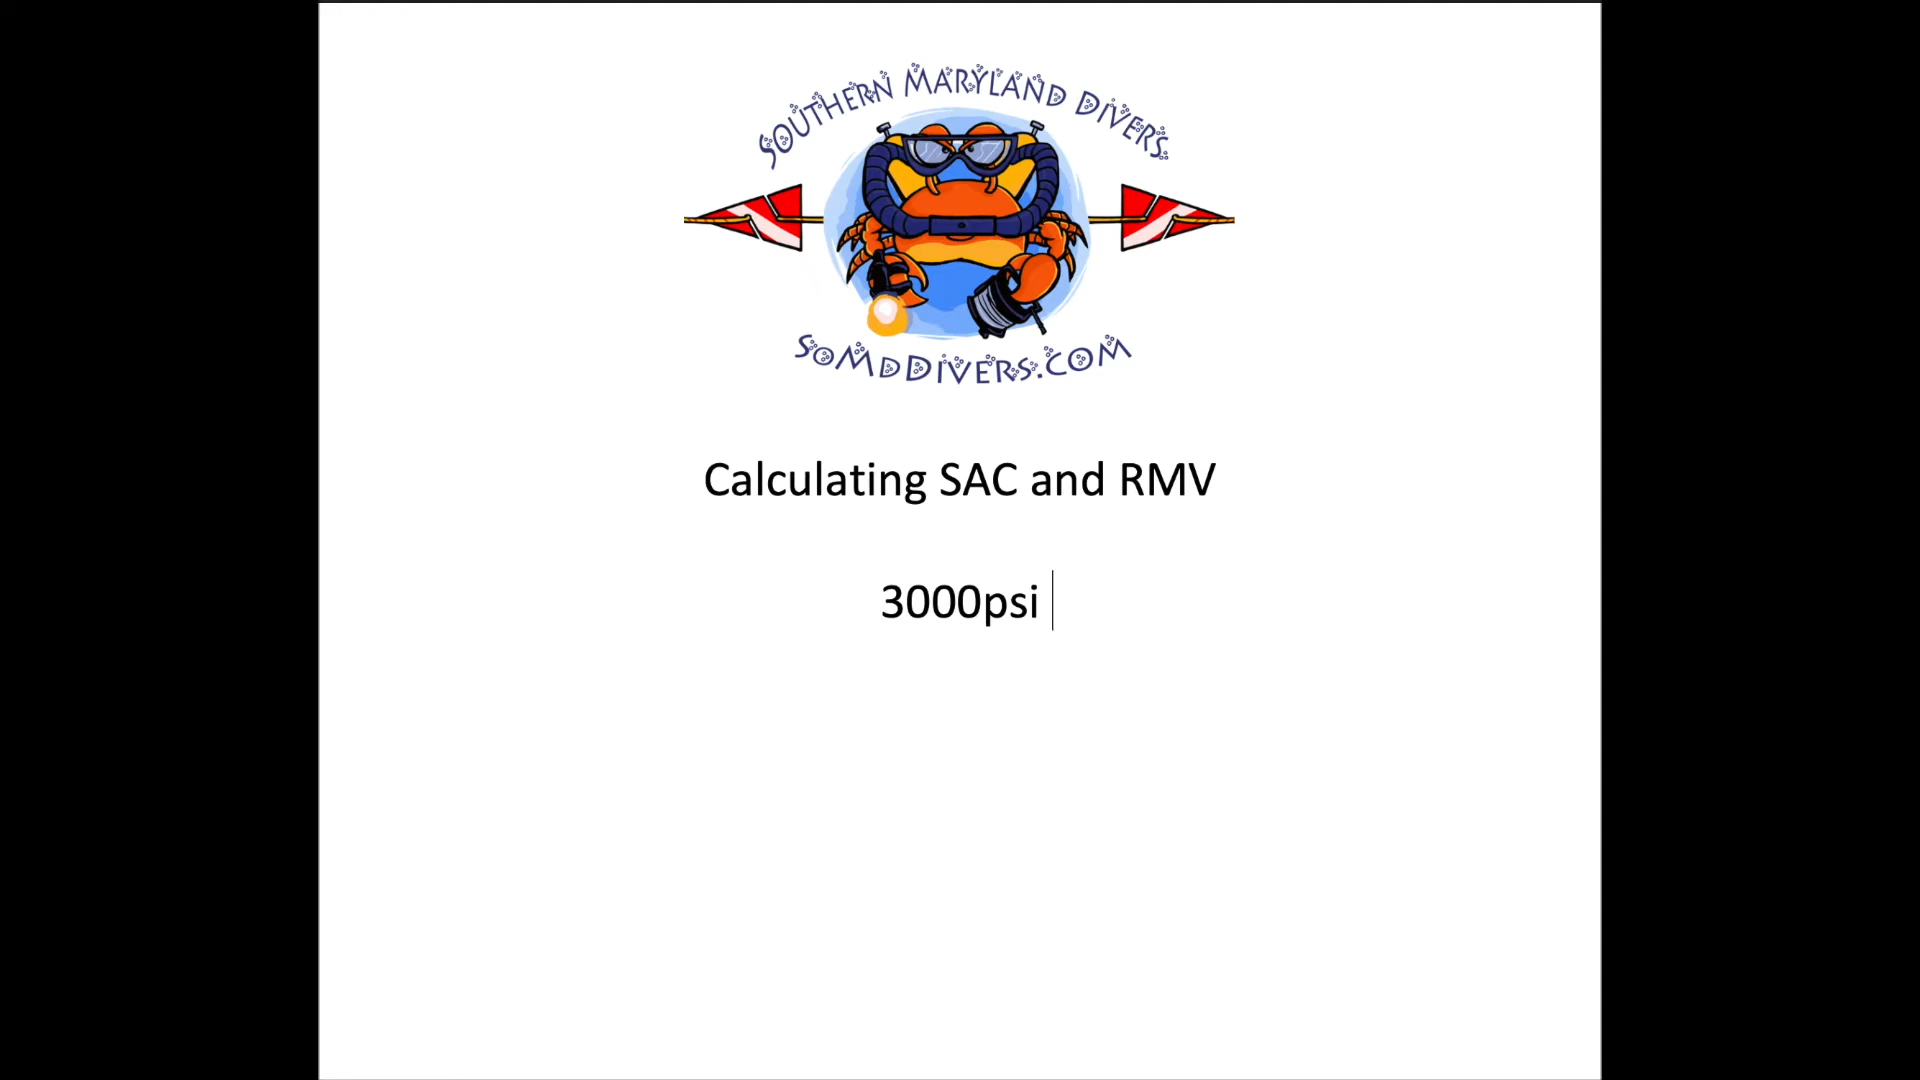 SOUTHERN MARYLAND DIVERS
SOMDDIVERS.COM
Calculating SAC and RMV
3000psi